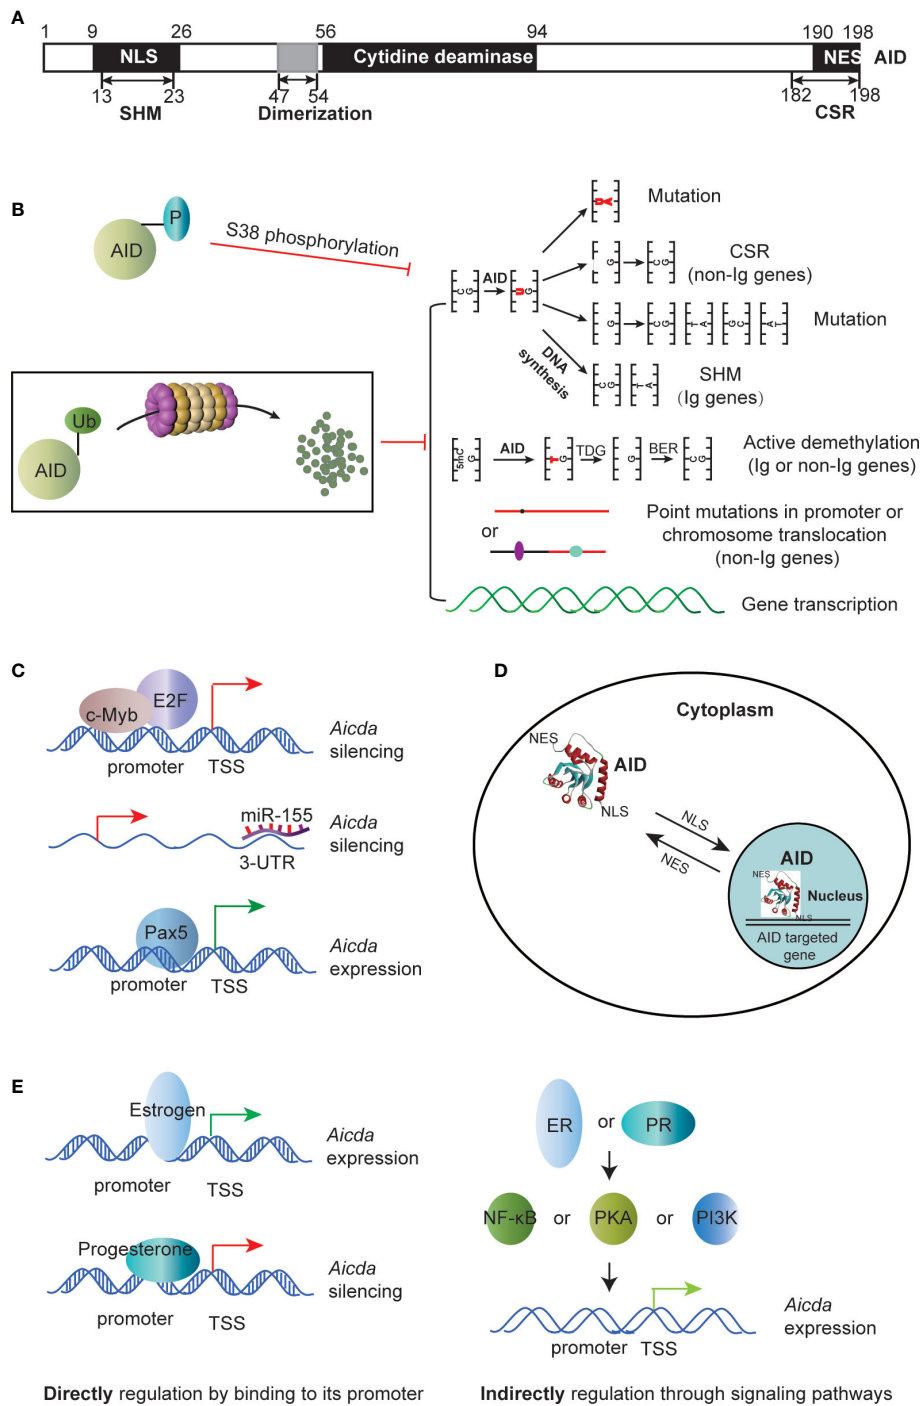 A
1 9 26 56 94 190 198
NLS Cytidine deaminase NES AID
13 23 47 54 182 198
SHM Dimerization CSR
B
P
AID
S38 phosphorylation
Ub
AID
C G AID U G
U A
Mutation
G C G
CSR
(non-Ig genes)
G C G T A G C A T
Mutation
DNA
synthesis
C G T A
SHM
(Ig genes)
5mC G AID T G TDG G BER C G
Active demethylation
(Ig or non-Ig genes)
or
Point mutations in promoter or
chromosome translocation
(non-Ig genes)
Gene transcription
C
c-Myb E2F
promoter TSS
Aicda
silencing
miR-155
3-UTR
Aicda
silencing
Pax5
promoter TSS
Aicda
expression
D
Cytoplasm
NES
AID
NLS
NLS
NES
AID
NES
Nucleus
NLS
AID targeted
gene
E
Estrogen
promoter TSS
Aicda
expression
Progesterone
promoter TSS
Aicda
silencing
Directly regulation by binding to its promoter
ER or PR
NF-κB or PKA or PI3K
promoter TSS
Aicda
expression
Indirectly regulation through signaling pathways